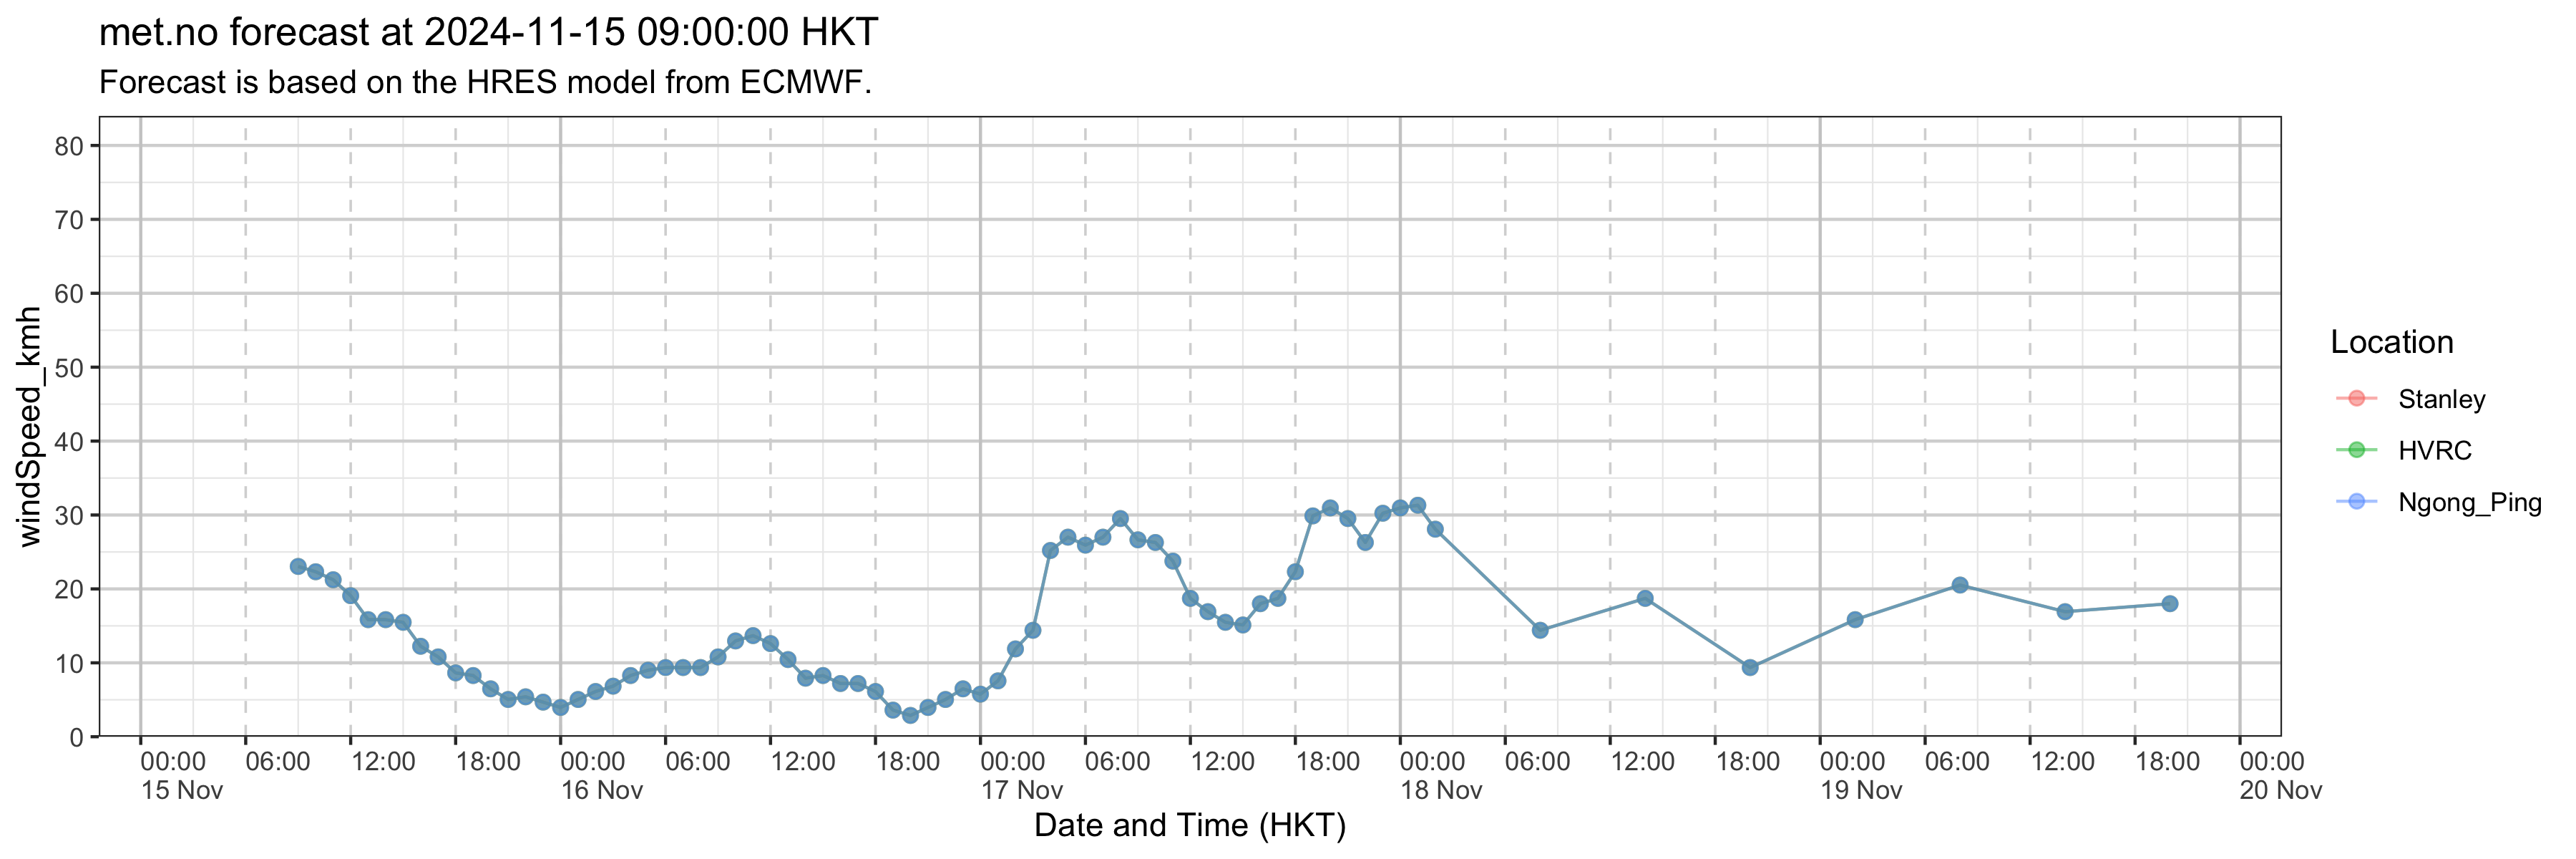 met.no forecast at 2024-11-15 09:00:00 HKT
Forecast is based on the HRES model from ECMWF.
windSpeed_kmh
80
70
60
50
40
30
20
10
0
00:00 06:00 12:00 18:00 00:00 06:00 12:00 18:00 00:00 06:00 12:00 18:00 00:00 06:00 12:00 18:00 00:00 06:00 12:00 18:00 00:00
15 Nov 16 Nov 17 Nov 18 Nov 19 Nov 20 Nov
Date and Time (HKT)
Location
Stanley
HVRC
Ngong_Ping